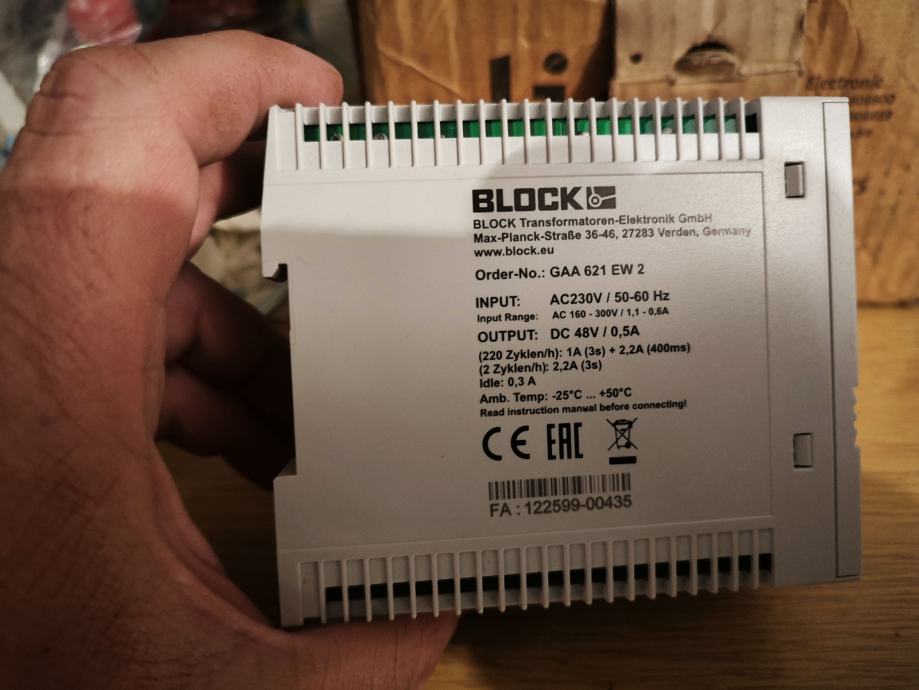 Electronic
BLOCK
BLOCK Transformatoren-Elektronik GmbH
Max-Planck-Straße 36-46, 27283 Verden, Germany
www.block.eu
Order-No.: GAA 621 EW 2
INPUT: AC230V / 50-60 Hz
Input Range: AC 160 - 300V / 1,1 - 0,6A
OUTPUT: DC 48V / 0,5A
(220 Zyklen/h): 1A (3s) + 2,2A (400ms)
(2 Zyklen/h): 2,2A (3s)
Idle: 0,3 A
Amb. Temp: -25°C ... +50°C
Read instruction manual before connecting!
CE EAC
FA : 122599-00435